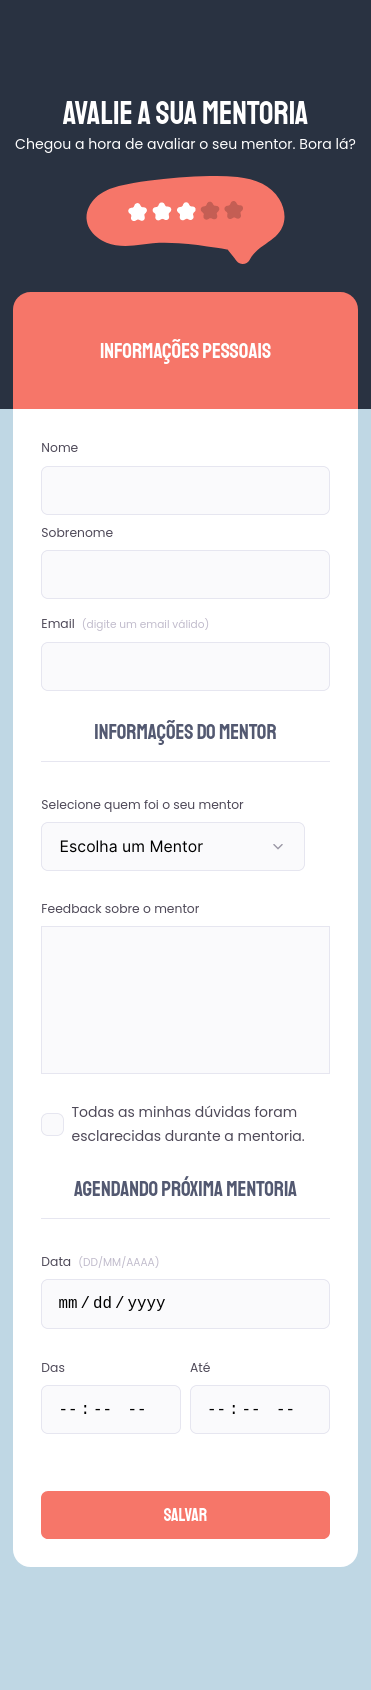 AVALIE A SUA MENTORIA
Chegou a hora de avaliar o seu mentor. Bora lá?
INFORMAÇÕES PESSOAIS
Nome
Sobrenome
Email (digite um email válido)
INFORMAÇÕES DO MENTOR
Selecione quem foi o seu mentor
Escolha um Mentor
Feedback sobre o mentor
Todas as minhas dúvidas foram
esclarecidas durante a mentoria.
AGENDANDO PRÓXIMA MENTORIA
Data (DD/MM/AAAA)
mm/dd/yyyy
Das Até
--:-- -- --:-- --
SALVAR